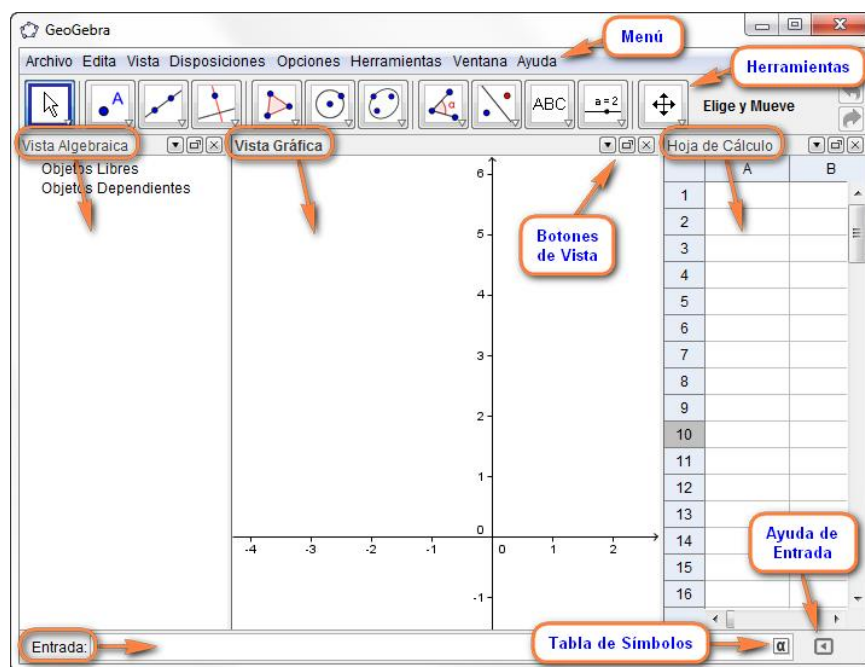 GeoGebra
Menú
Archivo Edita Vista Disposiciones Opciones Herramientas Ventana Ayuda
Herramientas
A
α
ABC
a=2
Elige y Mueve
Vista Algebraica
Vista Gráfica
Hoja de Cálculo
Objetos Libres
Objetos Dependientes
A B
Botones
de Vista
6
5
4
3
2
1
0
-1
-4 -3 -2 -1 0 1 2
1
2
3
4
5
6
7
8
9
10
11
12
13
14
15
16
Ayuda de
Entrada
Entrada:
Tabla de Símbolos
α